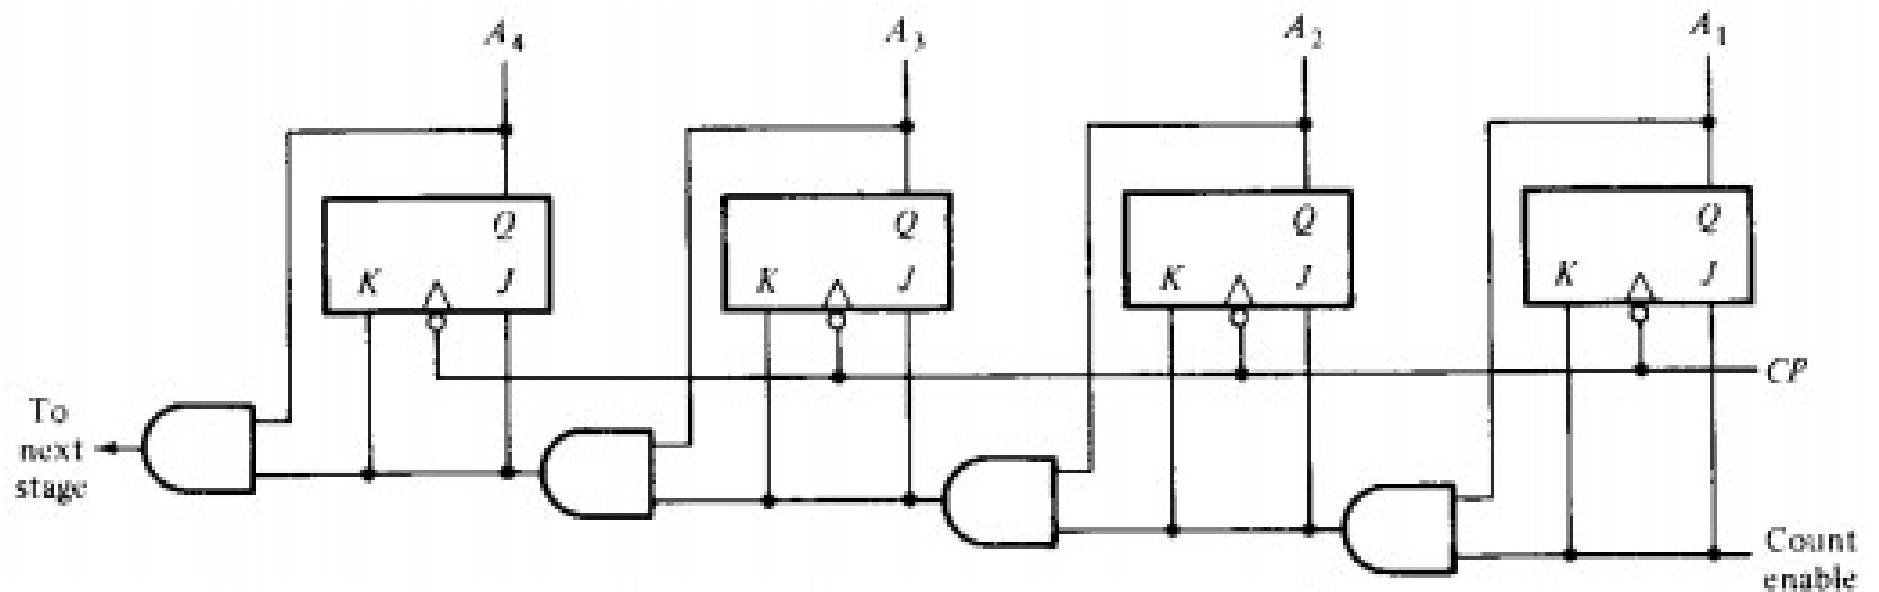 A₄ A₃ A₂ A₁
Q Q Q Q
K J K J K J K J
CP
To
next
stage
Count
enable